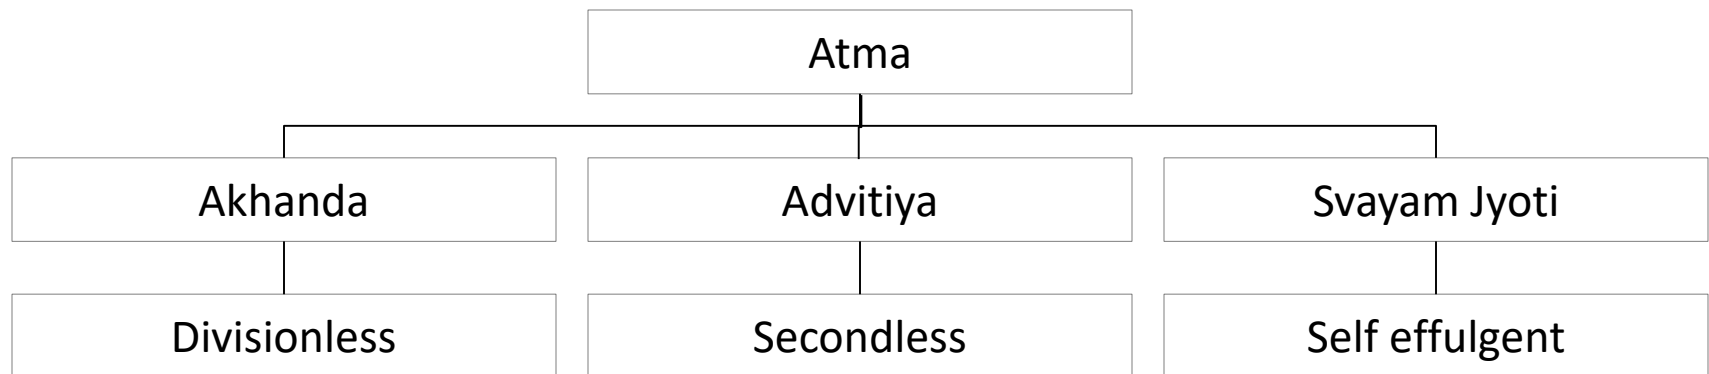 Atma
Akhanda
Advitiya
Svayam Jyoti
Divisionless
Secondless
Self effulgent